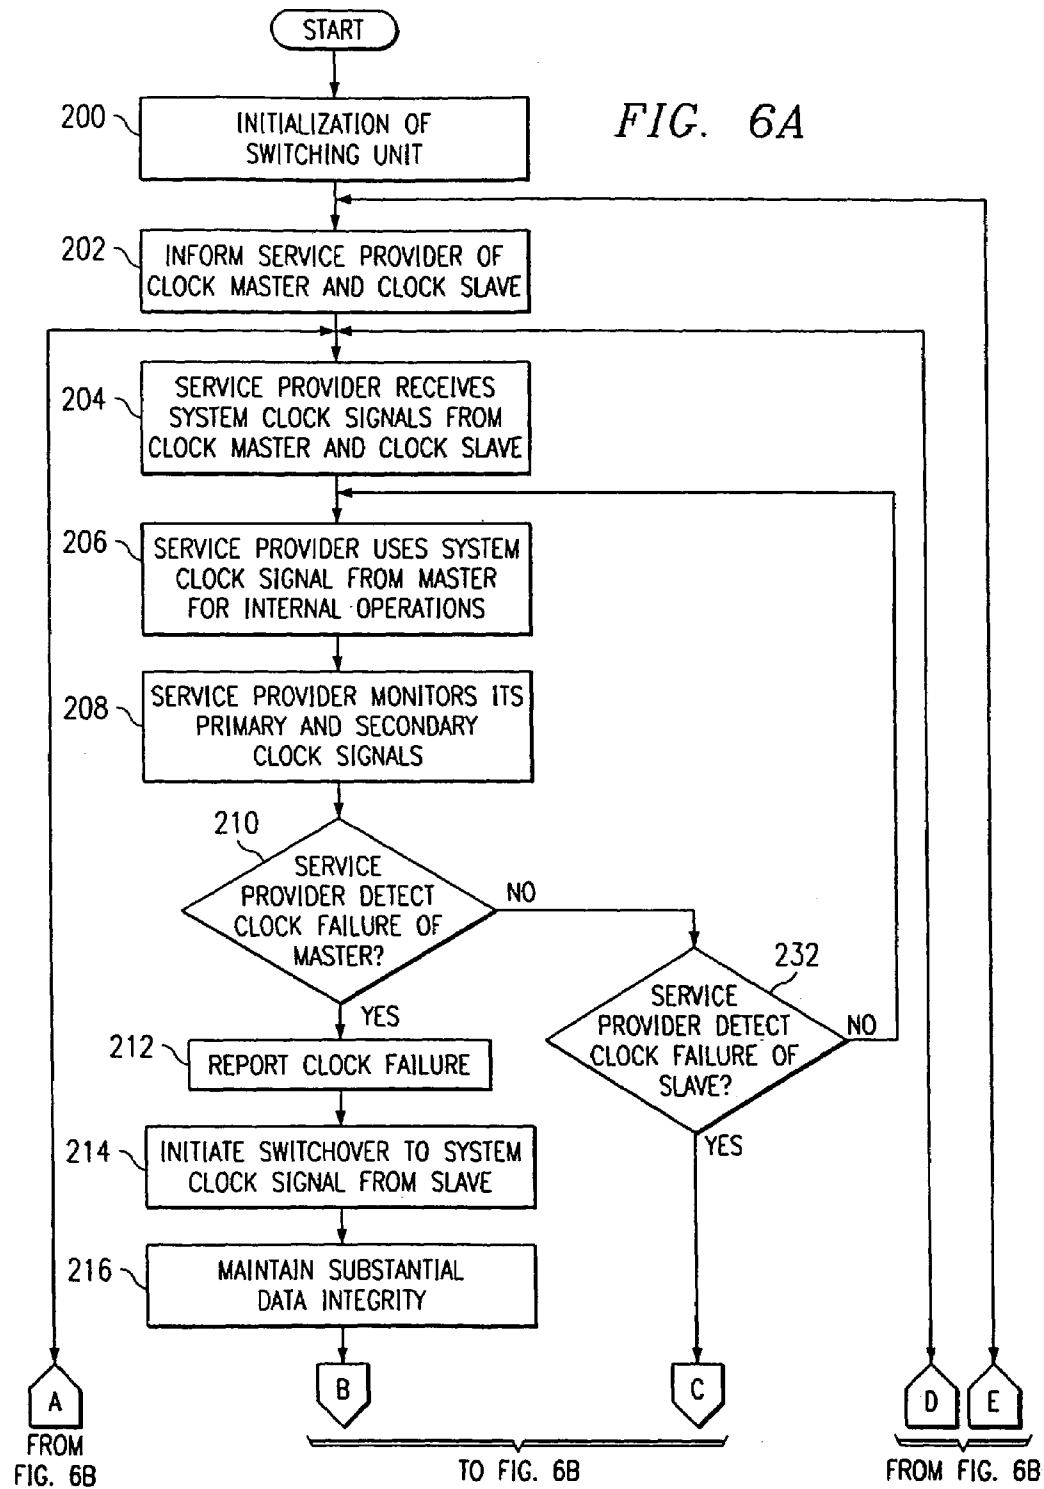 START
FIG. 6A
200
INITIALIZATION OF
SWITCHING UNIT
202
INFORM SERVICE PROVIDER OF
CLOCK MASTER AND CLOCK SLAVE
204
SERVICE PROVIDER RECEIVES
SYSTEM CLOCK SIGNALS FROM
CLOCK MASTER AND CLOCK SLAVE
206
SERVICE PROVIDER USES SYSTEM
CLOCK SIGNAL FROM MASTER
FOR INTERNAL OPERATIONS
208
SERVICE PROVIDER MONITORS ITS
PRIMARY AND SECONDARY
CLOCK SIGNALS
210
SERVICE
PROVIDER DETECT
CLOCK FAILURE OF
MASTER?
NO
YES
232
SERVICE
PROVIDER DETECT
CLOCK FAILURE OF
SLAVE?
NO
YES
212
REPORT CLOCK FAILURE
214
INITIATE SWITCHOVER TO SYSTEM
CLOCK SIGNAL FROM SLAVE
216
MAINTAIN SUBSTANTIAL
DATA INTEGRITY
A
B
C
D
E
FROM
FIG. 6B
TO FIG. 6B
FROM FIG. 6B